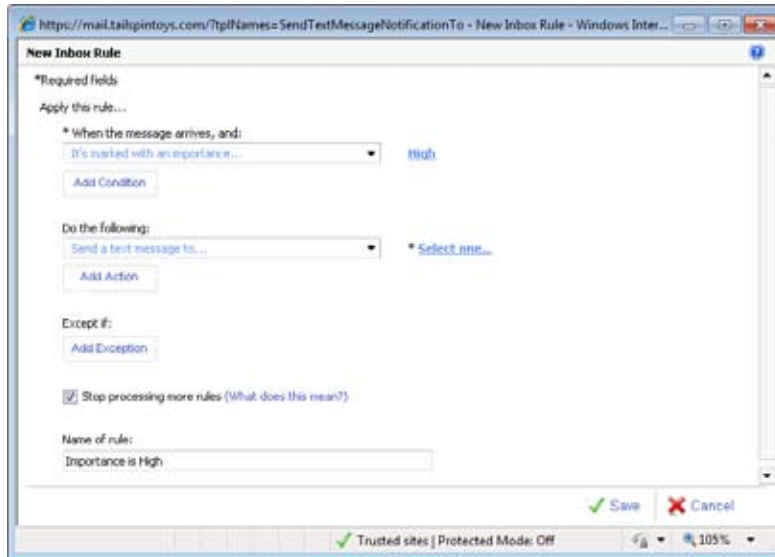 https://mail.tailspintoys.com/?tplNames=SendTextMessageNotificationTo - New Inbox Rule - Windows Inter...
New Inbox Rule
*Required fields
Apply this rule...
* When the message arrives, and:
It's marked with an importance... High
Add Condition
Do the following:
Send a text message to... * Select one...
Add Action
Except if:
Add Exception
Stop processing more rules (What does this mean?)
Name of rule:
Importance is High
Save Cancel
Trusted sites | Protected Mode: Off 105%